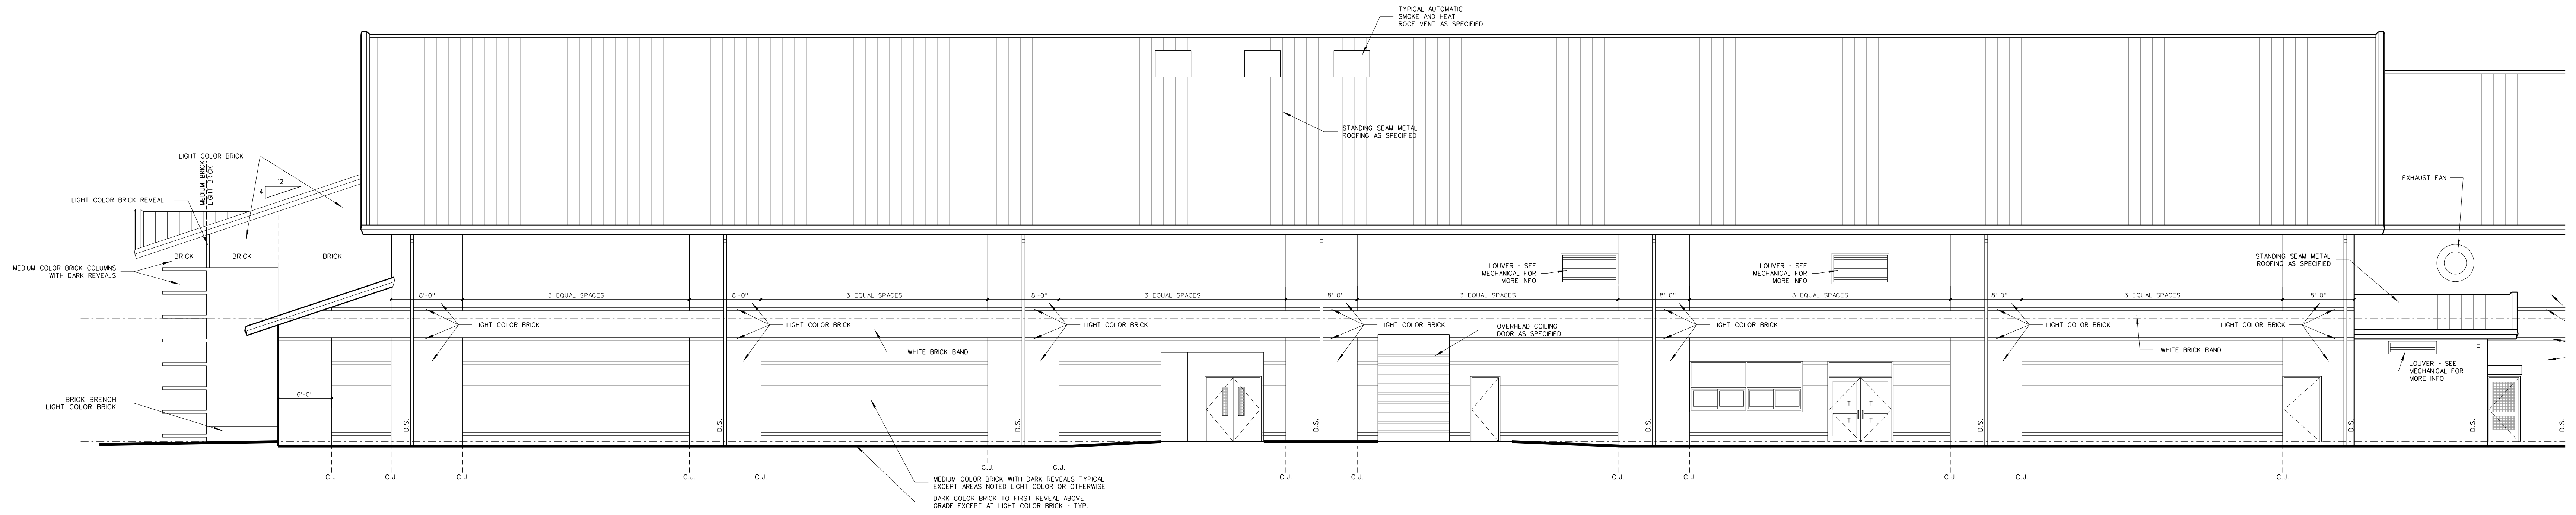 TYPICAL AUTOMATIC
SMOKE AND HEAT
ROOF VENT AS SPECIFIED
STANDING SEAM METAL
ROOFING AS SPECIFIED
LIGHT COLOR BRICK
MEDIUM BRICK
LIGHT BRICK
12
4
LIGHT COLOR BRICK REVEAL
EXHAUST FAN
BRICK
BRICK
BRICK
MEDIUM COLOR BRICK COLUMNS
WITH DARK REVEALS
LOUVER - SEE
MECHANICAL FOR
MORE INFO
LOUVER - SEE
MECHANICAL FOR
MORE INFO
STANDING SEAM METAL
ROOFING AS SPECIFIED
8'-0"
3 EQUAL SPACES
8'-0"
3 EQUAL SPACES
8'-0"
3 EQUAL SPACES
8'-0"
3 EQUAL SPACES
8'-0"
3 EQUAL SPACES
8'-0"
3 EQUAL SPACES
8'-0"
LIGHT COLOR BRICK
LIGHT COLOR BRICK
LIGHT COLOR BRICK
LIGHT COLOR BRICK
LIGHT COLOR BRICK
LIGHT COLOR BRICK
LIGHT COLOR BRICK
OVERHEAD COILING
DOOR AS SPECIFIED
WHITE BRICK BAND
WHITE BRICK BAND
LOUVER - SEE
MECHANICAL FOR
MORE INFO
6'-0"
BRICK BRENCH
LIGHT COLOR BRICK
T
T
T
T
D.S.
D.S.
D.S.
D.S.
D.S.
D.S.
D.S.
D.S.
D.S.
C.J.
C.J.
C.J.
C.J.
C.J.
C.J.
C.J.
C.J.
C.J.
C.J.
C.J.
C.J.
C.J.
C.J.
MEDIUM COLOR BRICK WITH DARK REVEALS TYPICAL
EXCEPT AREAS NOTED LIGHT COLOR OR OTHERWISE
DARK COLOR BRICK TO FIRST REVEAL ABOVE
GRADE EXCEPT AT LIGHT COLOR BRICK - TYP.